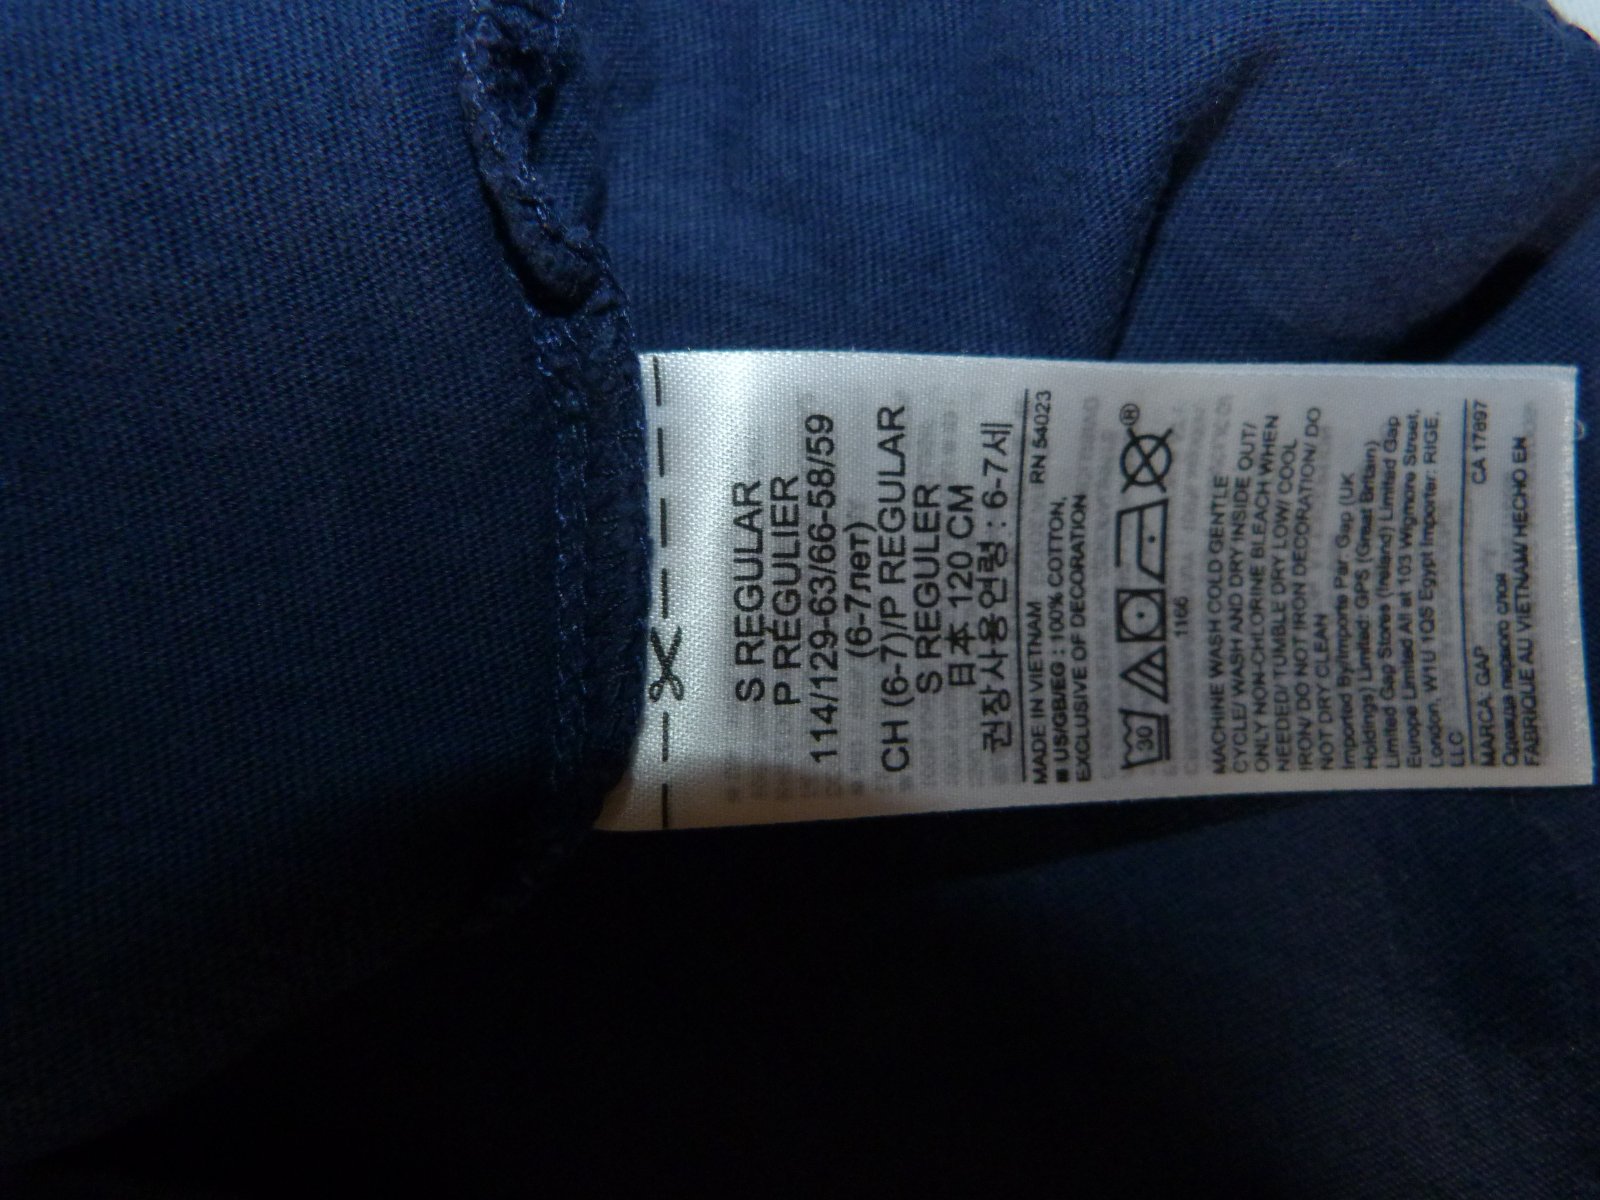 S REGULAR
P RÉGULIER
114/129-63/66-58/59
(6-7лет)
CH (6-7)/P REGULAR
S REGULER
日本 120 CM
권장사용연령 : 6-7세
MADE IN VIETNAM RN 54023
■ US/GB/EG : 100% COTTON,
EXCLUSIVE OF DECORATION
30
®
1166
MACHINE WASH COLD GENTLE
CYCLE/ WASH AND DRY INSIDE OUT/
ONLY NON-CHLORINE BLEACH WHEN
NEEDED/ TUMBLE DRY LOW/ COOL
IRON/ DO NOT IRON DECORATION/ DO
NOT DRY CLEAN
Imported By/Imports Par Gap (UK
Holdings) Limited: GPS (Great Britain)
Limited Gap Stores (Ireland) Limited Gap
Europe Limited All at 103 Wigmore Street,
London, W1U 1QS Egypt Importer: RIGE,
LLC
MARCA: GAP CA 17897
FABRIQUÉ AU VIETNAM/ HECHO EN